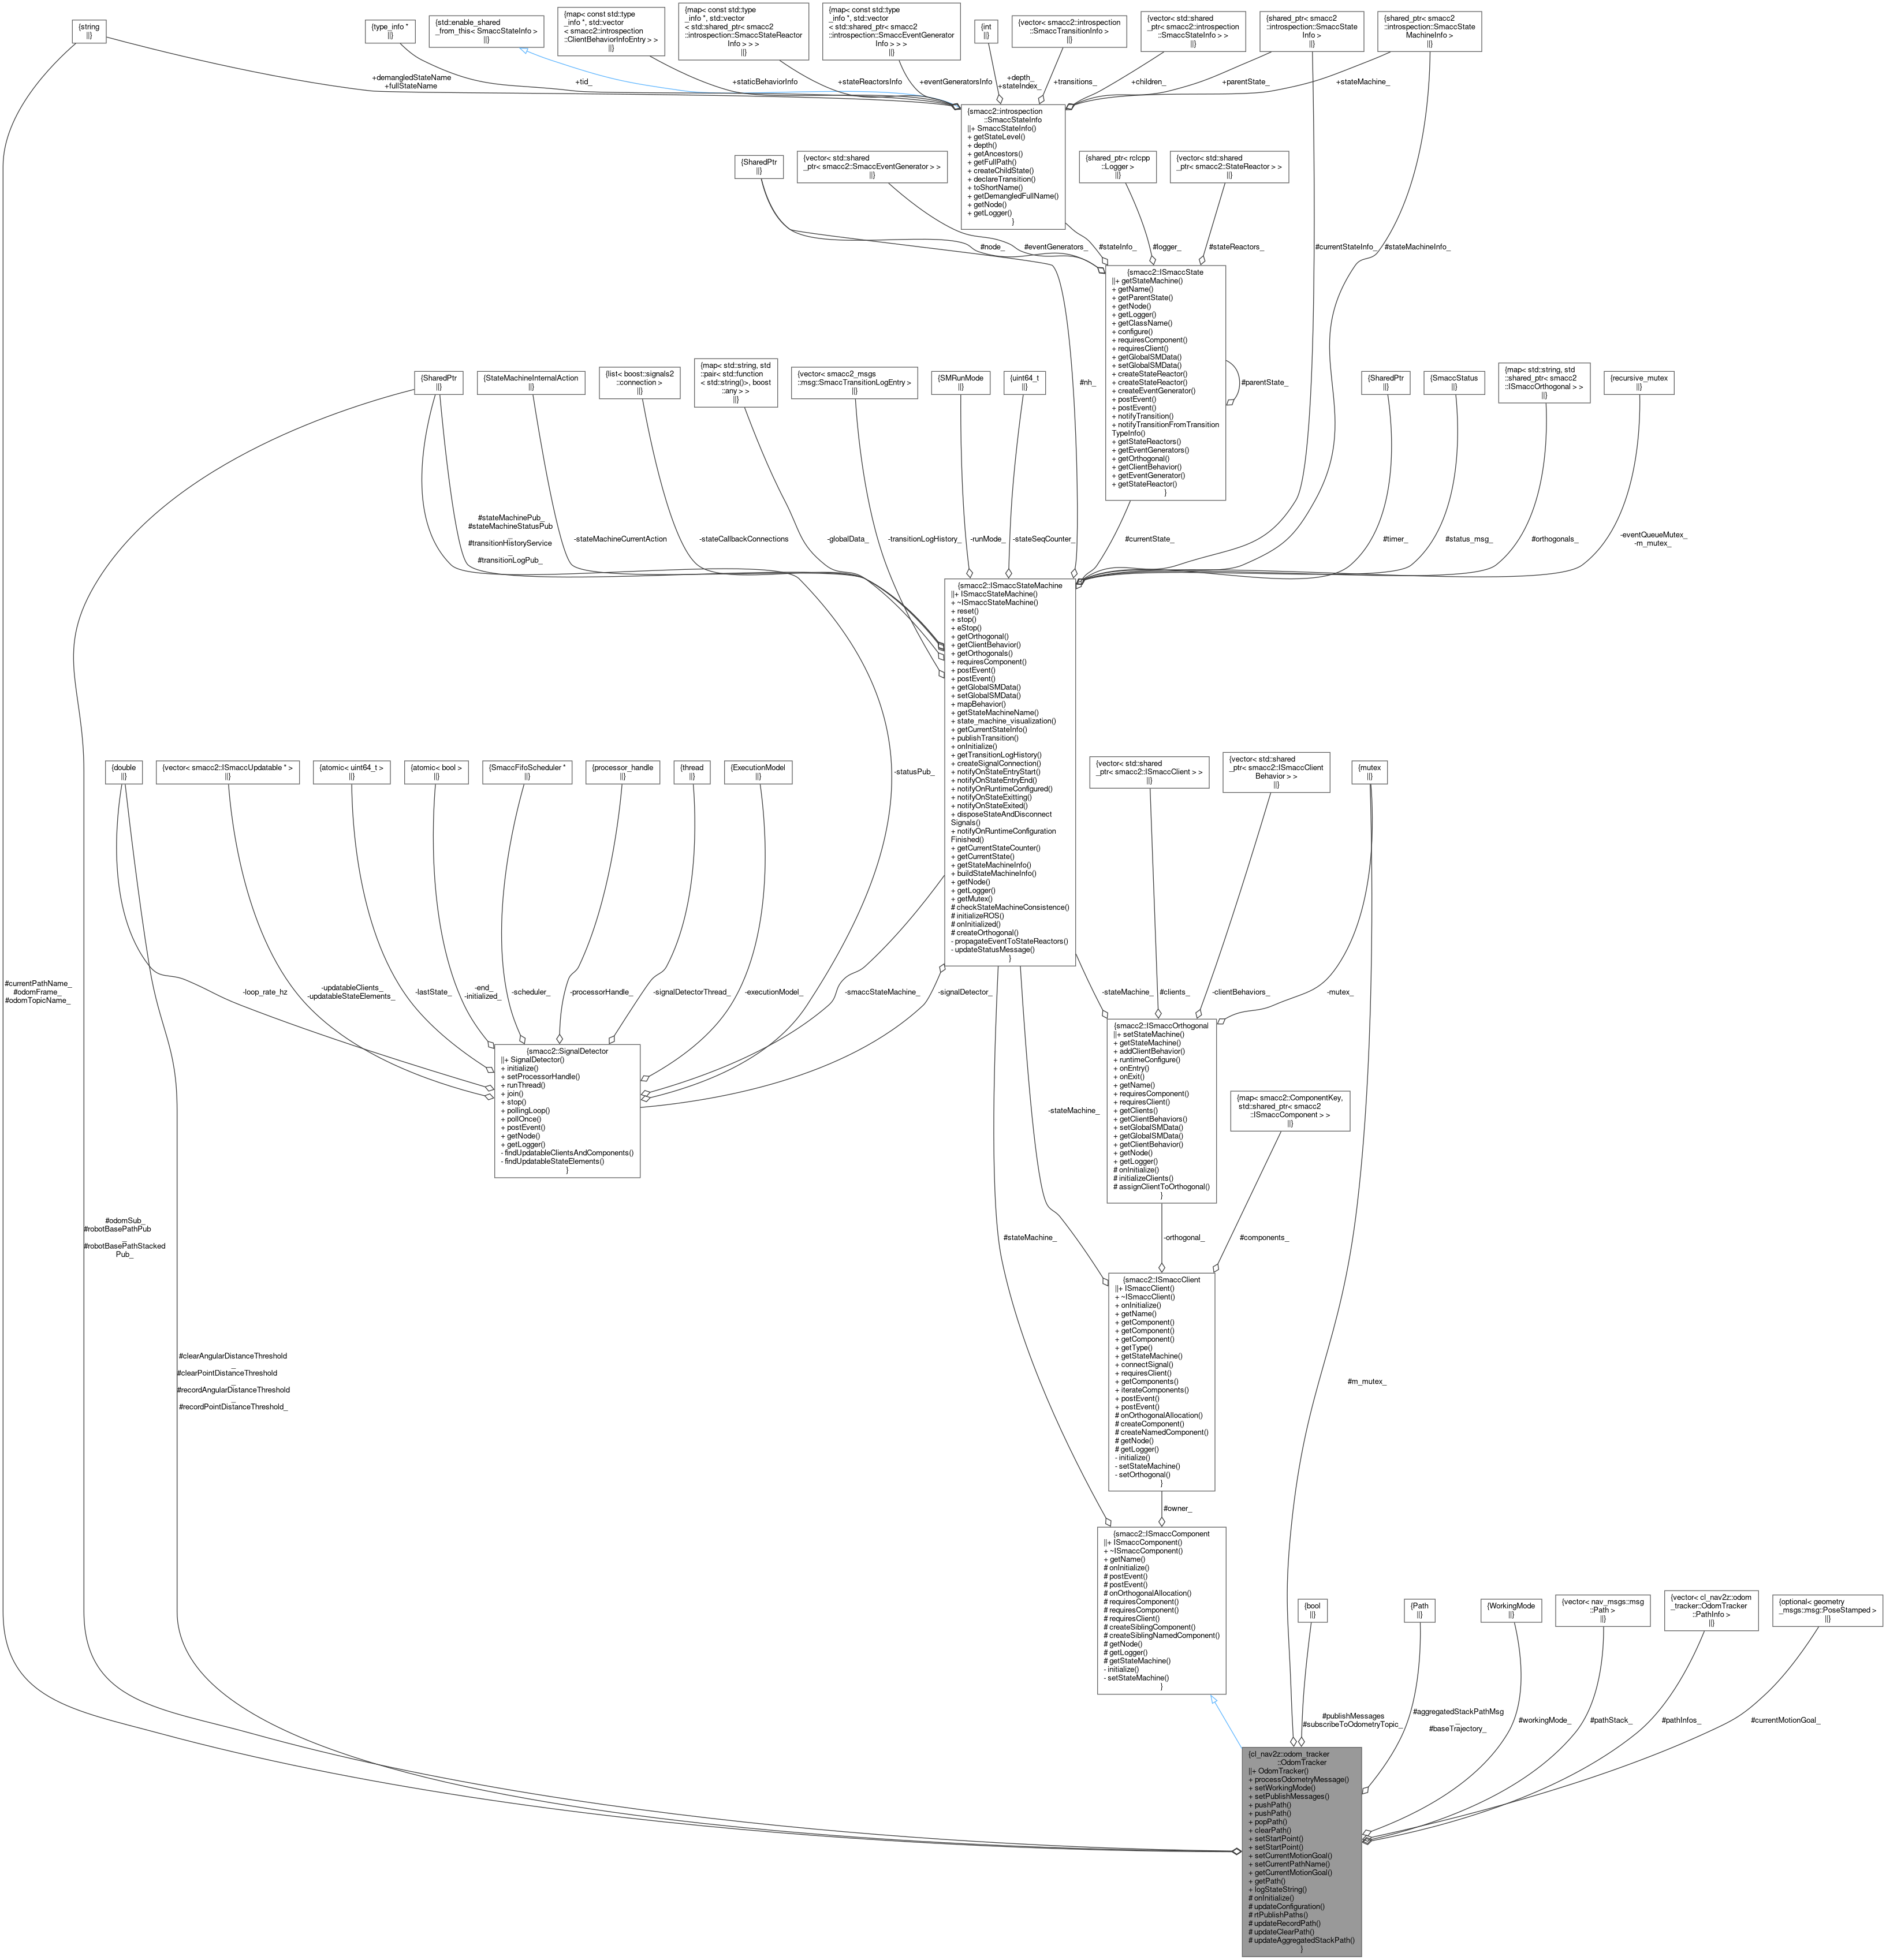 {string
||}
{type_info *
||}
{std::enable_shared
_from_this< SmaccStateInfo >
||}
{map< const std::type
_info *, std::vector
< smacc2::introspection
::ClientBehaviorInfoEntry > >
||}
{map< const std::type
_info *, std::vector
< std::shared_ptr< smacc2
::introspection::SmaccStateReactor
Info > > >
||}
{map< const std::type
_info *, std::vector
< std::shared_ptr< smacc2
::introspection::SmaccEventGenerator
Info > > >
||}
{int
||}
{vector< smacc2::introspection
::SmaccTransitionInfo >
||}
{vector< std::shared
_ptr< smacc2::introspection
::SmaccStateInfo > >
||}
{shared_ptr< smacc2
::introspection::SmaccState
Info >
||}
{shared_ptr< smacc2
::introspection::SmaccState
MachineInfo >
||}
+demangledStateName
+fullStateName
+tid_
+staticBehaviorInfo
+stateReactorsInfo
+eventGeneratorsInfo
+depth_
+stateIndex_
+transitions_
+children_
+parentState_
+stateMachine_
{smacc2::introspection
::SmaccStateInfo
||+ SmaccStateInfo()
+ getStateLevel()
+ depth()
+ getAncestors()
+ getFullPath()
+ createChildState()
+ declareTransition()
+ toShortName()
+ getDemangledFullName()
+ getNode()
+ getLogger()
}
{SharedPtr
||}
{vector< std::shared
_ptr< smacc2::SmaccEventGenerator > >
||}
{shared_ptr< rclcpp
::Logger >
||}
{vector< std::shared
_ptr< smacc2::StateReactor > >
||}
#node_
#eventGenerators_
#stateInfo_
#logger_
#stateReactors_
#currentStateInfo_
#stateMachineInfo_
{smacc2::ISmaccState
||+ getStateMachine()
+ getName()
+ getParentState()
+ getNode()
+ getLogger()
+ getClassName()
+ configure()
+ requiresComponent()
+ requiresClient()
+ getGlobalSMData()
+ setGlobalSMData()
+ createStateReactor()
+ createStateReactor()
+ createEventGenerator()
+ postEvent()
+ postEvent()
+ notifyTransition()
+ notifyTransitionFromTransition
TypeInfo()
+ getStateReactors()
+ getEventGenerators()
+ getOrthogonal()
+ getClientBehavior()
+ getEventGenerator()
+ getStateReactor()
}
#parentState_
#nh_
{SharedPtr
||}
{StateMachineInternalAction
||}
{list< boost::signals2
::connection >
||}
{map< std::string, std
::pair< std::function
< std::string()>, boost
::any > >
||}
{vector< smacc2_msgs
::msg::SmaccTransitionLogEntry >
||}
{SMRunMode
||}
{uint64_t
||}
{SharedPtr
||}
{SmaccStatus
||}
{map< std::string, std
::shared_ptr< smacc2
::ISmaccOrthogonal > >
||}
{recursive_mutex
||}
#stateMachinePub_
#stateMachineStatusPub
_
#transitionHistoryService
_
#transitionLogPub_
-stateMachineCurrentAction
-stateCallbackConnections
-globalData_
-transitionLogHistory_
-runMode_
-stateSeqCounter_
#currentState_
#timer_
#status_msg_
#orthogonals_
-eventQueueMutex_
-m_mutex_
{smacc2::ISmaccStateMachine
||+ ISmaccStateMachine()
+ ~ISmaccStateMachine()
+ reset()
+ stop()
+ eStop()
+ getOrthogonal()
+ getClientBehavior()
+ getOrthogonals()
+ requiresComponent()
+ postEvent()
+ postEvent()
+ getGlobalSMData()
+ setGlobalSMData()
+ mapBehavior()
+ getStateMachineName()
+ state_machine_visualization()
+ getCurrentStateInfo()
+ publishTransition()
+ onInitialize()
+ getTransitionLogHistory()
+ createSignalConnection()
+ notifyOnStateEntryStart()
+ notifyOnStateEntryEnd()
+ notifyOnRuntimeConfigured()
+ notifyOnStateExitting()
+ notifyOnStateExited()
+ disposeStateAndDisconnect
Signals()
+ notifyOnRuntimeConfiguration
Finished()
+ getCurrentStateCounter()
+ getCurrentState()
+ getStateMachineInfo()
+ buildStateMachineInfo()
+ getNode()
+ getLogger()
+ getMutex()
# checkStateMachineConsistence()
# initializeROS()
# onInitialized()
# createOrthogonal()
- propagateEventToStateReactors()
- updateStatusMessage()
}
{double
||}
{vector< smacc2::ISmaccUpdatable * >
||}
{atomic< uint64_t >
||}
{atomic< bool >
||}
{SmaccFifoScheduler *
||}
{processor_handle
||}
{thread
||}
{ExecutionModel
||}
-statusPub_
{vector< std::shared
_ptr< smacc2::ISmaccClient > >
||}
{vector< std::shared
_ptr< smacc2::ISmaccClient
Behavior > >
||}
{mutex
||}
#currentPathName_
#odomFrame_
#odomTopicName_
-loop_rate_hz
-updatableClients_
-updatableStateElements_
-lastState_
-end_
-initialized_
-scheduler_
-processorHandle_
-signalDetectorThread_
-executionModel_
-smaccStateMachine_
-signalDetector_
-stateMachine_
#clients_
-clientBehaviors_
-mutex_
{smacc2::SignalDetector
||+ SignalDetector()
+ initialize()
+ setProcessorHandle()
+ runThread()
+ join()
+ stop()
+ pollingLoop()
+ pollOnce()
+ postEvent()
+ getNode()
+ getLogger()
- findUpdatableClientsAndComponents()
- findUpdatableStateElements()
}
{smacc2::ISmaccOrthogonal
||+ setStateMachine()
+ getStateMachine()
+ addClientBehavior()
+ runtimeConfigure()
+ onEntry()
+ onExit()
+ getName()
+ requiresComponent()
+ requiresClient()
+ getClients()
+ getClientBehaviors()
+ setGlobalSMData()
+ getGlobalSMData()
+ getClientBehavior()
+ getNode()
+ getLogger()
# onInitialize()
# initializeClients()
# assignClientToOrthogonal()
}
{map< smacc2::ComponentKey,
std::shared_ptr< smacc2
::ISmaccComponent > >
||}
-stateMachine_
#odomSub_
#robotBasePathPub
_
#robotBasePathStacked
Pub_
#stateMachine_
-orthogonal_
#components_
{smacc2::ISmaccClient
||+ ISmaccClient()
+ ~ISmaccClient()
+ onInitialize()
+ getName()
+ getComponent()
+ getComponent()
+ getComponent()
+ getType()
+ getStateMachine()
+ connectSignal()
+ requiresClient()
+ getComponents()
+ iterateComponents()
+ postEvent()
+ postEvent()
# onOrthogonalAllocation()
# createComponent()
# createNamedComponent()
# getNode()
# getLogger()
- initialize()
- setStateMachine()
- setOrthogonal()
}
#clearAngularDistanceThreshold
_
#clearPointDistanceThreshold
_
#recordAngularDistanceThreshold
_
#recordPointDistanceThreshold_
#m_mutex_
#owner_
{smacc2::ISmaccComponent
||+ ISmaccComponent()
+ ~ISmaccComponent()
+ getName()
# onInitialize()
# postEvent()
# postEvent()
# onOrthogonalAllocation()
# requiresComponent()
# requiresComponent()
# requiresClient()
# createSiblingComponent()
# createSiblingNamedComponent()
# getNode()
# getLogger()
# getStateMachine()
- initialize()
- setStateMachine()
}
{bool
||}
{Path
||}
{WorkingMode
||}
{vector< nav_msgs::msg
::Path >
||}
{vector< cl_nav2z::odom
_tracker::OdomTracker
::PathInfo >
||}
{optional< geometry
_msgs::msg::PoseStamped >
||}
#publishMessages
#subscribeToOdometryTopic_
#aggregatedStackPathMsg
_
#baseTrajectory_
#workingMode_
#pathStack_
#pathInfos_
#currentMotionGoal_
{cl_nav2z::odom_tracker
::OdomTracker
||+ OdomTracker()
+ processOdometryMessage()
+ setWorkingMode()
+ setPublishMessages()
+ pushPath()
+ pushPath()
+ popPath()
+ clearPath()
+ setStartPoint()
+ setStartPoint()
+ setCurrentMotionGoal()
+ setCurrentPathName()
+ getCurrentMotionGoal()
+ getPath()
+ logStateString()
# onInitialize()
# updateConfiguration()
# rtPublishPaths()
# updateRecordPath()
# updateClearPath()
# updateAggregatedStackPath()
}